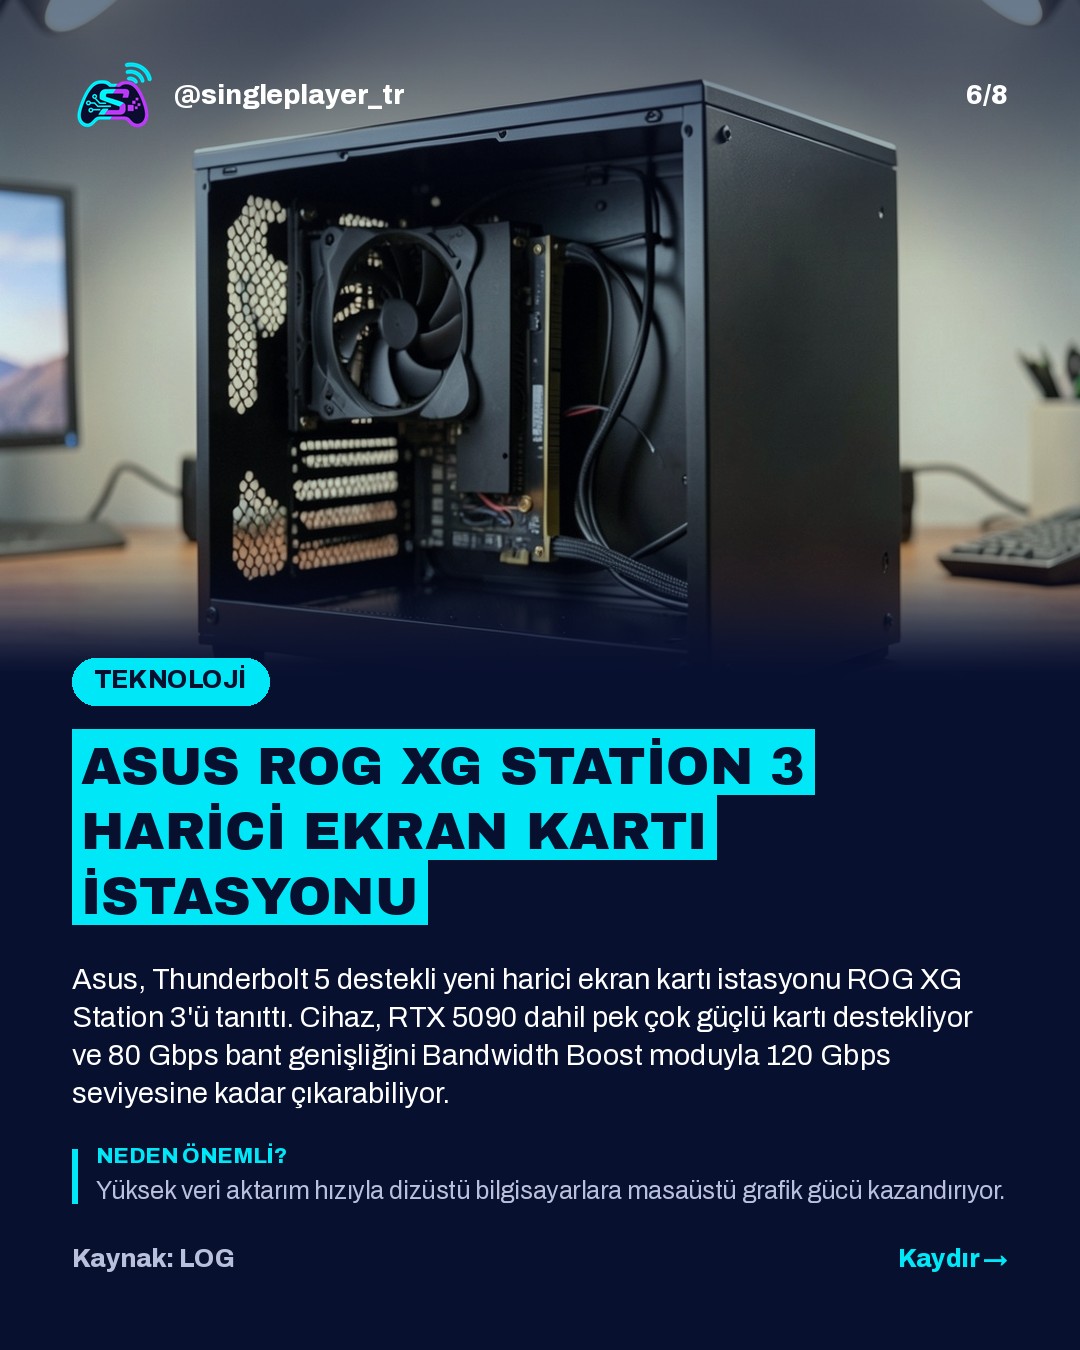 @singleplayer_tr
6/8
TEKNOLOJİ
ASUS ROG XG STATİON 3
HARİCİ EKRAN KARTI
İSTASYONU
Asus, Thunderbolt 5 destekli yeni harici ekran kartı istasyonu ROG XG
Station 3'ü tanıttı. Cihaz, RTX 5090 dahil pek çok güçlü kartı destekliyor
ve 80 Gbps bant genişliğini Bandwidth Boost moduyla 120 Gbps
seviyesine kadar çıkarabiliyor.
NEDEN ÖNEMLİ?
Yüksek veri aktarım hızıyla dizüstü bilgisayarlara masaüstü grafik gücü kazandırıyor.
Kaynak: LOG
Kaydır→